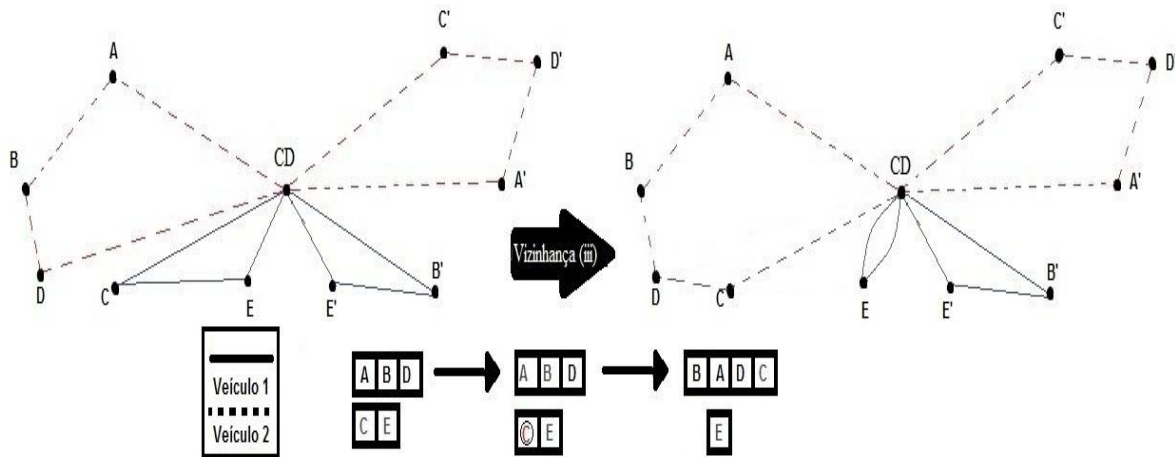 A
B
D
C
E
CD
C'
D'
A'
E'
B'
Vizinhança (iii)
A
B
D
C
E
CD
C'
D'
A'
E'
B'
Veículo 1
Veículo 2
A B D
C E
A B D
C E
B A D C
E